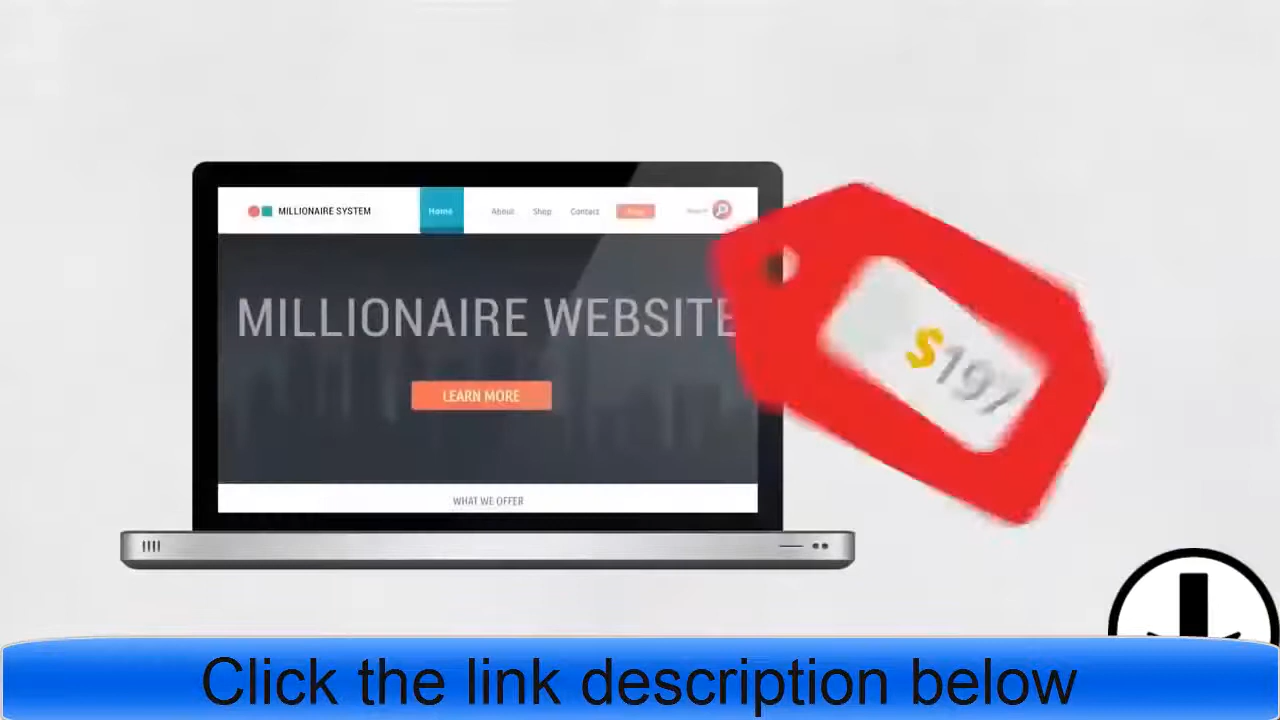 MILLIONAIRE SYSTEM Home About Shop Contact
MILLIONAIRE WEBSITE
$197
LEARN MORE
WHAT WE OFFER
Click the link description below